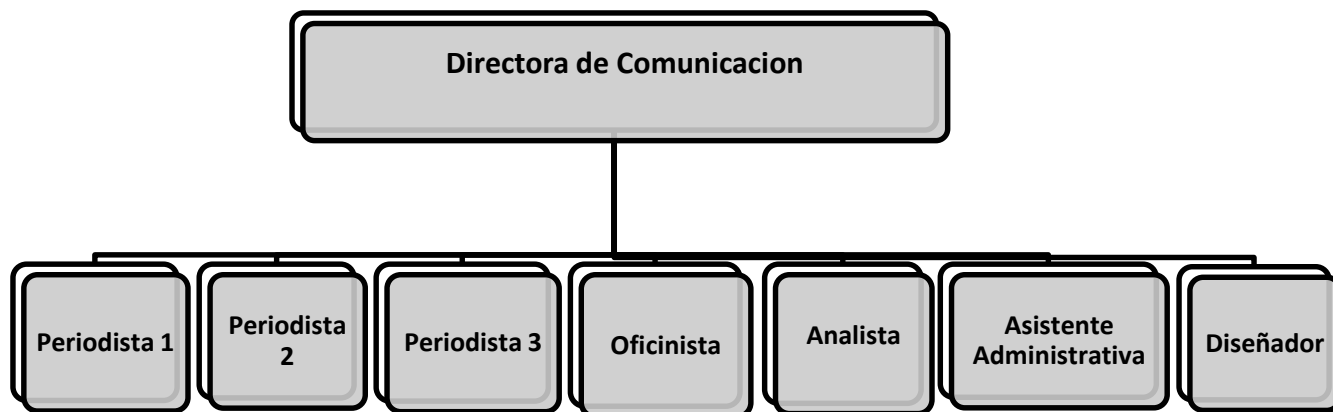 Directora de Comunicacion
Periodista 1
Periodista
2
Periodista 3
Oficinista
Analista
Asistente
Administrativa
Diseñador